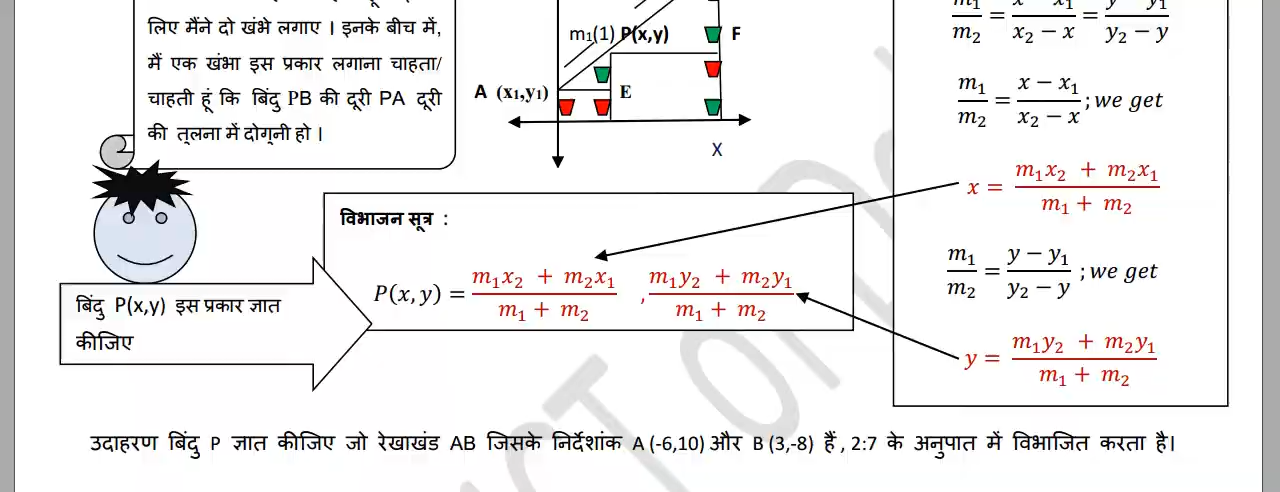 लिए मैंने दो खंभे लगाए । इनके बीच में,
मैं एक खंभा इस प्रकार लगाना चाहता/
चाहती हूं कि बिंदु PB की दूरी PA दूरी
की तुलना में दोगुनी हो ।
m₁(1) P(x,y)
F
A (x₁,y₁)
E
X
m₁/m₂ = (x − x₁)/(x₂ − x) = (y − y₁)/(y₂ − y)
m₁/m₂ = (x − x₁)/(x₂ − x) ; we get
x = (m₁x₂ + m₂x₁)/(m₁ + m₂)
m₁/m₂ = (y − y₁)/(y₂ − y) ; we get
y = (m₁y₂ + m₂y₁)/(m₁ + m₂)
विभाजन सूत्र :
P(x, y) = (m₁x₂ + m₂x₁)/(m₁ + m₂) , (m₁y₂ + m₂y₁)/(m₁ + m₂)
बिंदु P(x,y) इस प्रकार ज्ञात
कीजिए
उदाहरण बिंदु P ज्ञात कीजिए जो रेखाखंड AB जिसके निर्देशांक A (-6,10) और B (3,-8) हैं , 2:7 के अनुपात में विभाजित करता है।